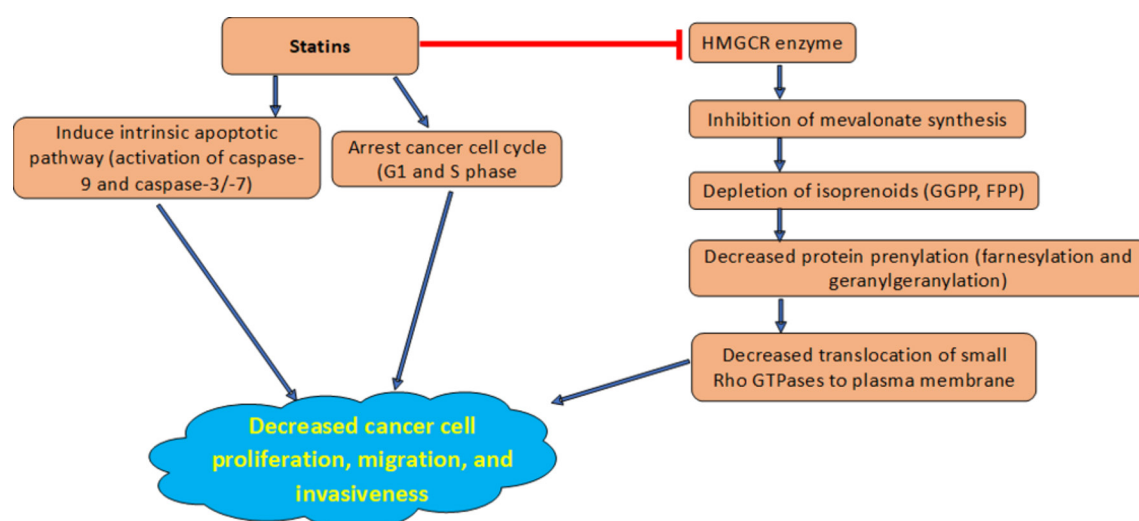 Statins
HMGCR enzyme
Induce intrinsic apoptotic
pathway (activation of caspase-
9 and caspase-3/-7)
Arrest cancer cell cycle
(G1 and S phase
Inhibition of mevalonate synthesis
Depletion of isoprenoids (GGPP, FPP)
Decreased protein prenylation (farnesylation and
geranylgeranylation)
Decreased translocation of small
Rho GTPases to plasma membrane
Decreased cancer cell
proliferation, migration, and
invasiveness